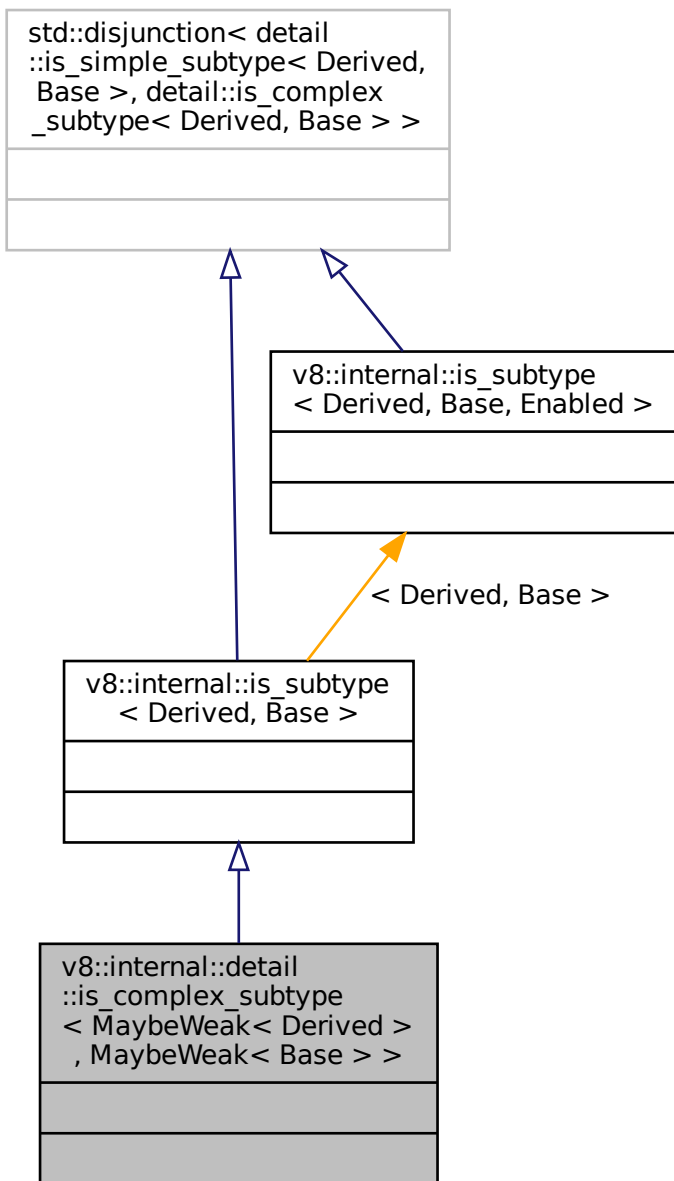 std::disjunction< detail
::is_simple_subtype< Derived,
Base >, detail::is_complex
_subtype< Derived, Base > >
v8::internal::is_subtype
< Derived, Base, Enabled >
< Derived, Base >
v8::internal::is_subtype
< Derived, Base >
v8::internal::detail
::is_complex_subtype
< MaybeWeak< Derived >
, MaybeWeak< Base > >